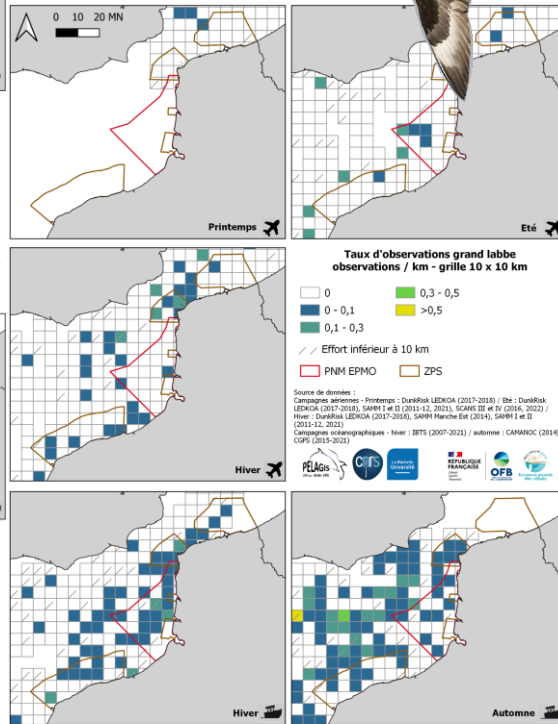 0 10 20 MN
Printemps
Eté
Hiver
Taux d'observations grand labbe
observations / km - grille 10 x 10 km
0
0,3 - 0,5
0 - 0,1
>0,5
0,1 - 0,3
Effort inférieur à 10 km
PNM EPMO
ZPS
Source de données :
Campagnes aériennes - Printemps : DunkRisk LEDKOA (2017-2018) / Eté : DunkRisk
LEDKOA (2017-2018), SAMM I et II (2011-12, 2021), SCANS III et IV (2016, 2022) /
Hiver : DunkRisk LEDKOA (2017-2018), SAMM Manche Est (2014), SAMM I et II
(2011-12, 2021)
Campagnes océanographiques - hiver : IBTS (2007-2021) / automne : CAMANOC (2014)
CGFS (2015-2021)
PELAGIS
cnrs
La Rochelle
Université
RÉPUBLIQUE
FRANÇAISE
OFB
Hiver
Automne